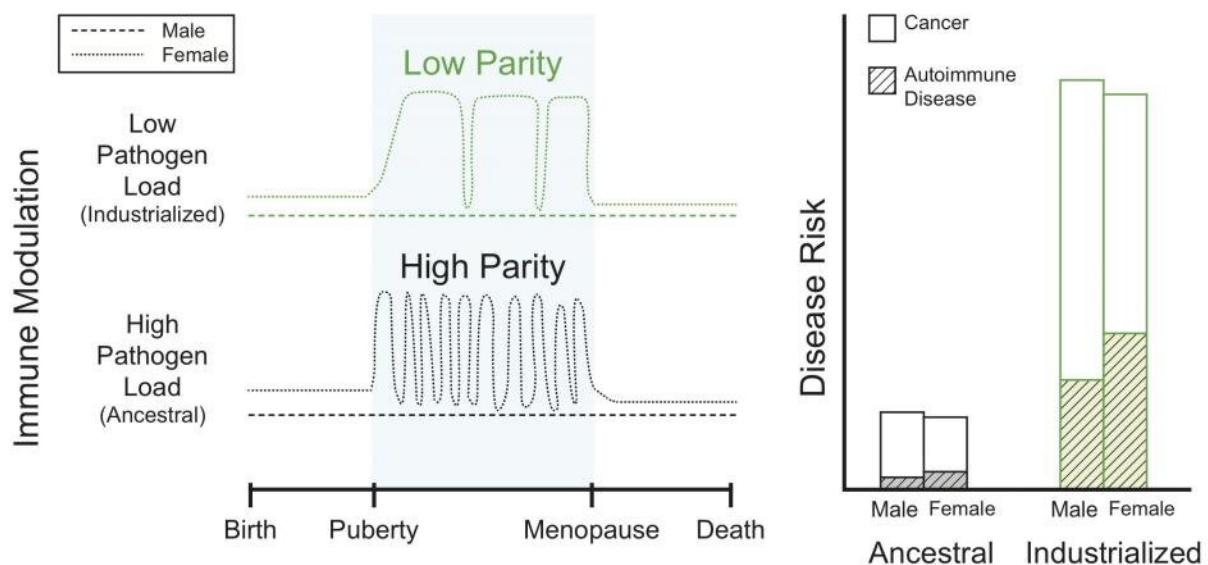 Male
Female
Immune Modulation
Low
Pathogen
Load
(Industrialized)
Low Parity
High
Pathogen
Load
(Ancestral)
High Parity
Birth
Puberty
Menopause
Death
Disease Risk
Cancer
Autoimmune
Disease
Male Female
Ancestral
Male Female
Industrialized